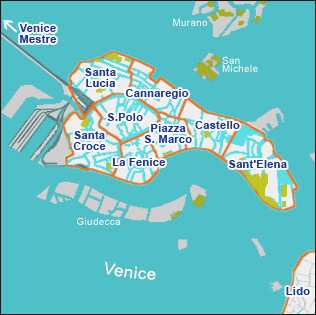 Murano
Venice
Mestre
San
Michele
Santa
Lucia
Cannaregio
S.Polo
Piazza
S. Marco
Castello
Santa
Croce
La Fenice
Sant'Elena
Giudecca
Venice
Lido